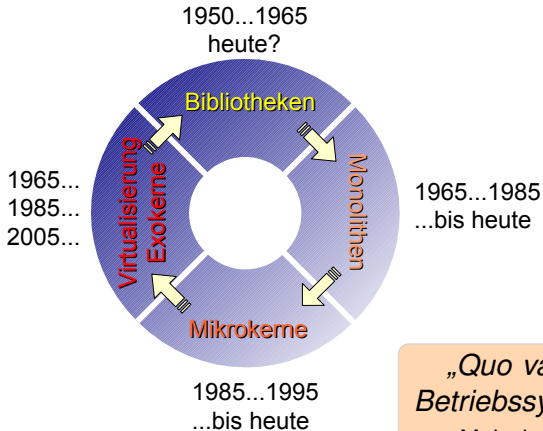 1950...1965
heute?
Bibliotheken
Monolithen
1965...1985
...bis heute
Mikrokerne
1985...1995
...bis heute
Virtualisierung
Exokerne
1965...
1985...
2005...
„Quo
Betriebssy